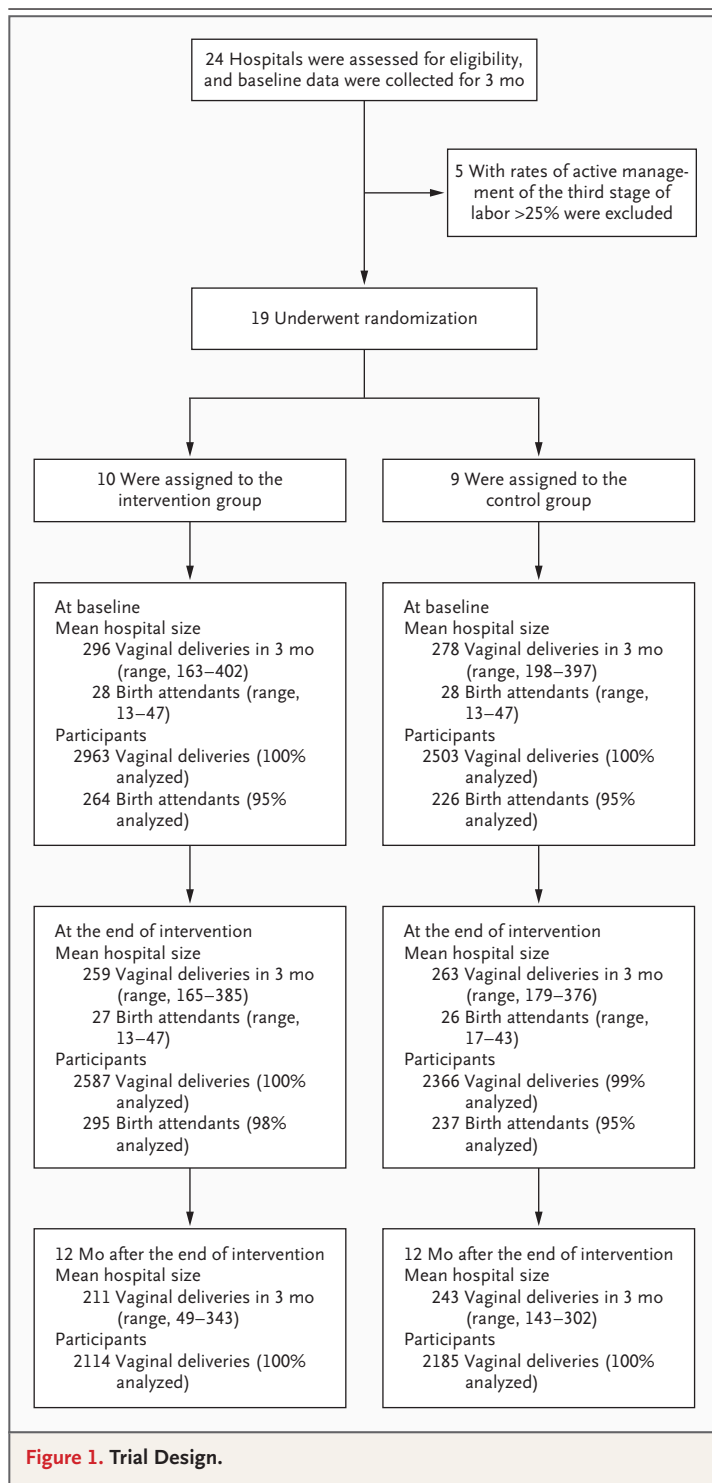 24 Hospitals were assessed for eligibility,
and baseline data were collected for 3 mo
5 With rates of active manage-
ment of the third stage of
labor >25% were excluded
19 Underwent randomization
10 Were assigned to the
intervention group
9 Were assigned to the
control group
At baseline
Mean hospital size
296 Vaginal deliveries in 3 mo
(range, 163–402)
28 Birth attendants (range,
13–47)
Participants
2963 Vaginal deliveries (100%
analyzed)
264 Birth attendants (95%
analyzed)
At baseline
Mean hospital size
278 Vaginal deliveries in 3 mo
(range, 198–397)
28 Birth attendants (range,
13–47)
Participants
2503 Vaginal deliveries (100%
analyzed)
226 Birth attendants (95%
analyzed)
At the end of intervention
Mean hospital size
259 Vaginal deliveries in 3 mo
(range, 165–385)
27 Birth attendants (range,
13–47)
Participants
2587 Vaginal deliveries (100%
analyzed)
295 Birth attendants (98%
analyzed)
At the end of intervention
Mean hospital size
263 Vaginal deliveries in 3 mo
(range, 179–376)
26 Birth attendants (range,
17–43)
Participants
2366 Vaginal deliveries (99%
analyzed)
237 Birth attendants (95%
analyzed)
12 Mo after the end of intervention
Mean hospital size
211 Vaginal deliveries in 3 mo
(range, 49–343)
Participants
2114 Vaginal deliveries (100%
analyzed)
12 Mo after the end of intervention
Mean hospital size
243 Vaginal deliveries in 3 mo
(range, 143–302)
Participants
2185 Vaginal deliveries (100%
analyzed)
Figure 1. Trial Design.